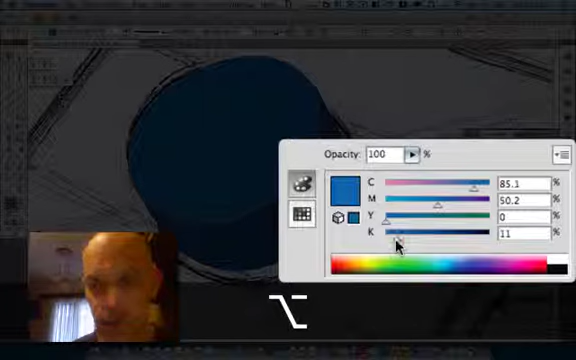 Opacity: 100 %
C 85.1 %
M 50.2 %
Y 0 %
K 11 %